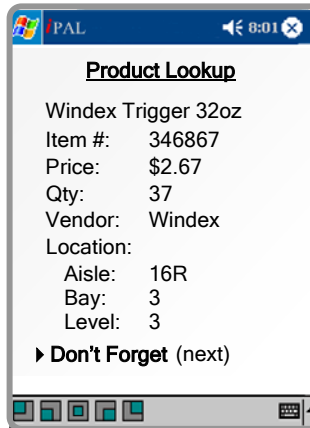 iPAL 8:01
Product Lookup
Windex Trigger 32oz
Item #: 346867
Price: $2.67
Qty: 37
Vendor: Windex
Location:
Aisle: 16R
Bay: 3
Level: 3
Don't Forget (next)